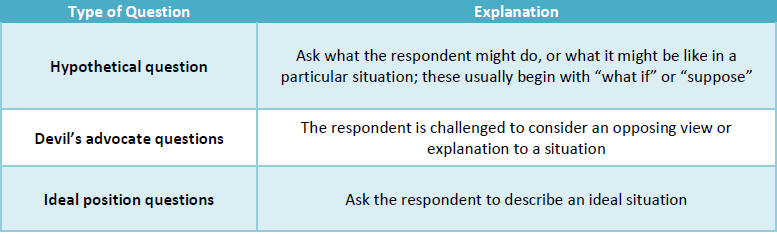 Type of Question
Explanation
Hypothetical question
Ask what the respondent might do, or what it might be like in a
particular situation; these usually begin with “what if” or “suppose”
Devil’s advocate questions
The respondent is challenged to consider an opposing view or
explanation to a situation
Ideal position questions
Ask the respondent to describe an ideal situation